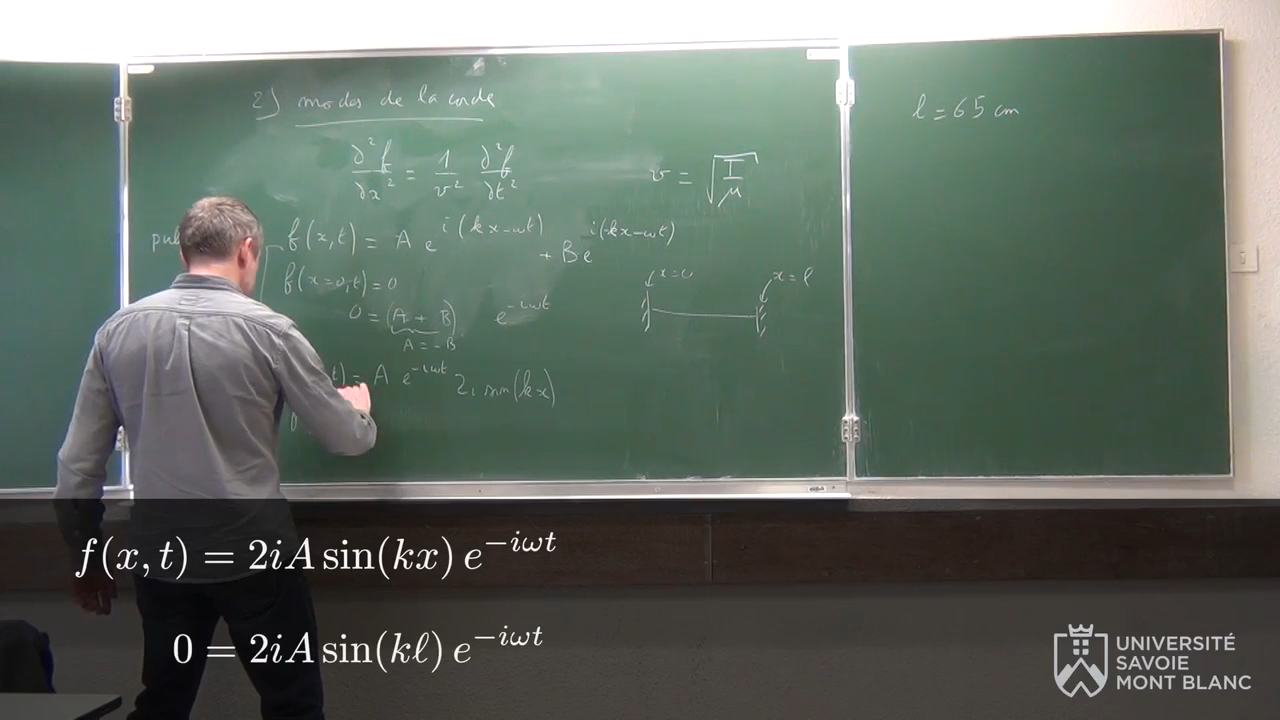 2) modes de la corde
∂²f/∂x² = 1/v² ∂²f/∂t²
v = √(T/μ)
l = 65 cm
f(x,t) = A e^{i(kx-ωt)} + B e^{i(-kx-ωt)}
f(x=0,t)=0
x=0
x=l
0 = (A + B) e^{-iωt}
A = -B
t) = A e^{-iωt} 2i sin(kx)
f(x, t) = 2iA sin(kx) e^{−iωt}
0 = 2iA sin(kℓ) e^{−iωt}
UNIVERSITÉ
SAVOIE
MONT BLANC